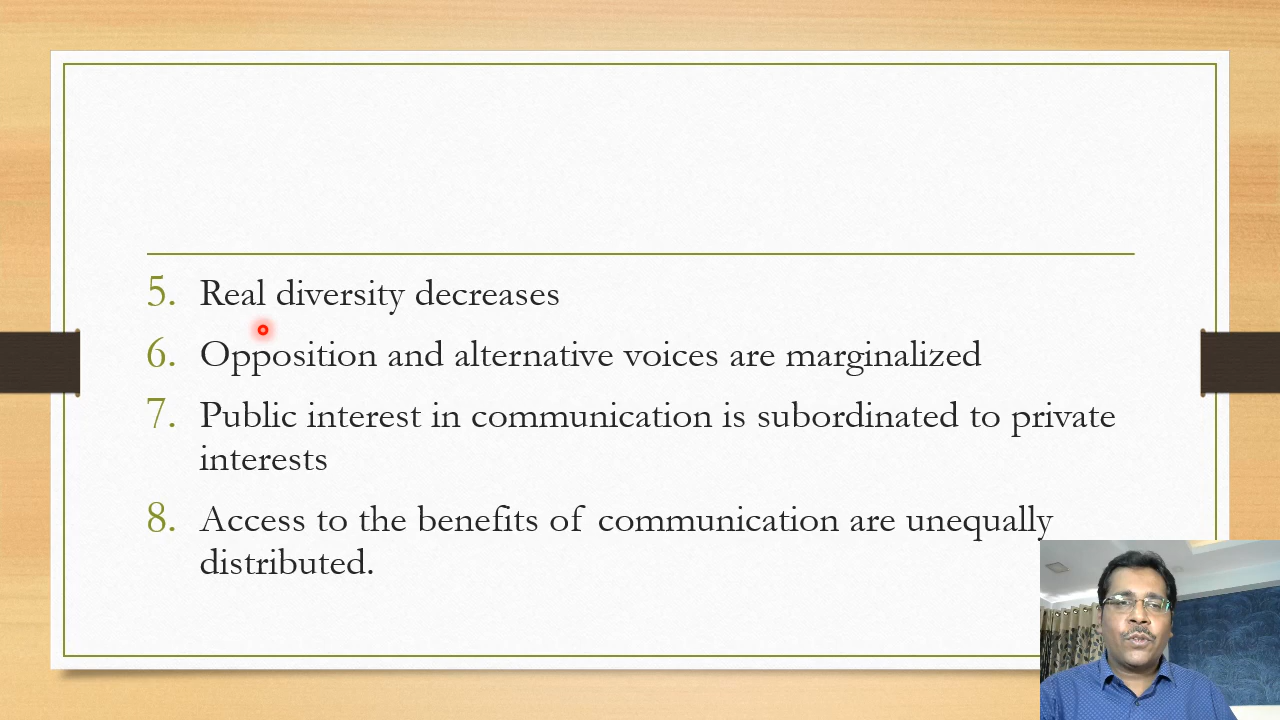 5. Real diversity decreases
6. Opposition and alternative voices are marginalized
7. Public interest in communication is subordinated to private
interests
8. Access to the benefits of communication are unequally
distributed.